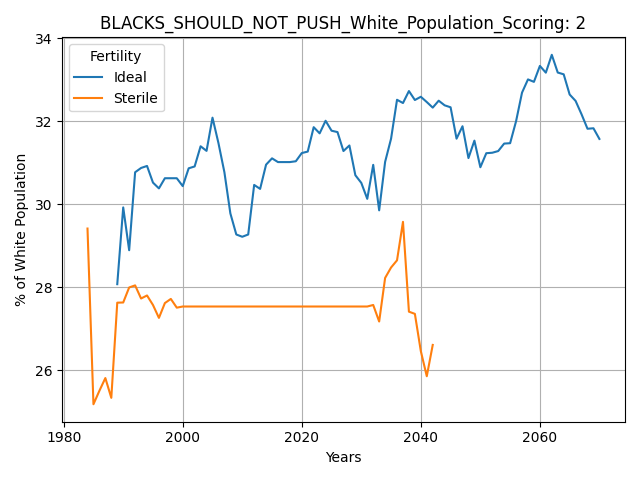 BLACKS_SHOULD_NOT_PUSH_White_Population_Scoring: 2
34
32
30
28
26
% of White Population
Fertility
Ideal
Sterile
1980
2000
2020
2040
2060
Years